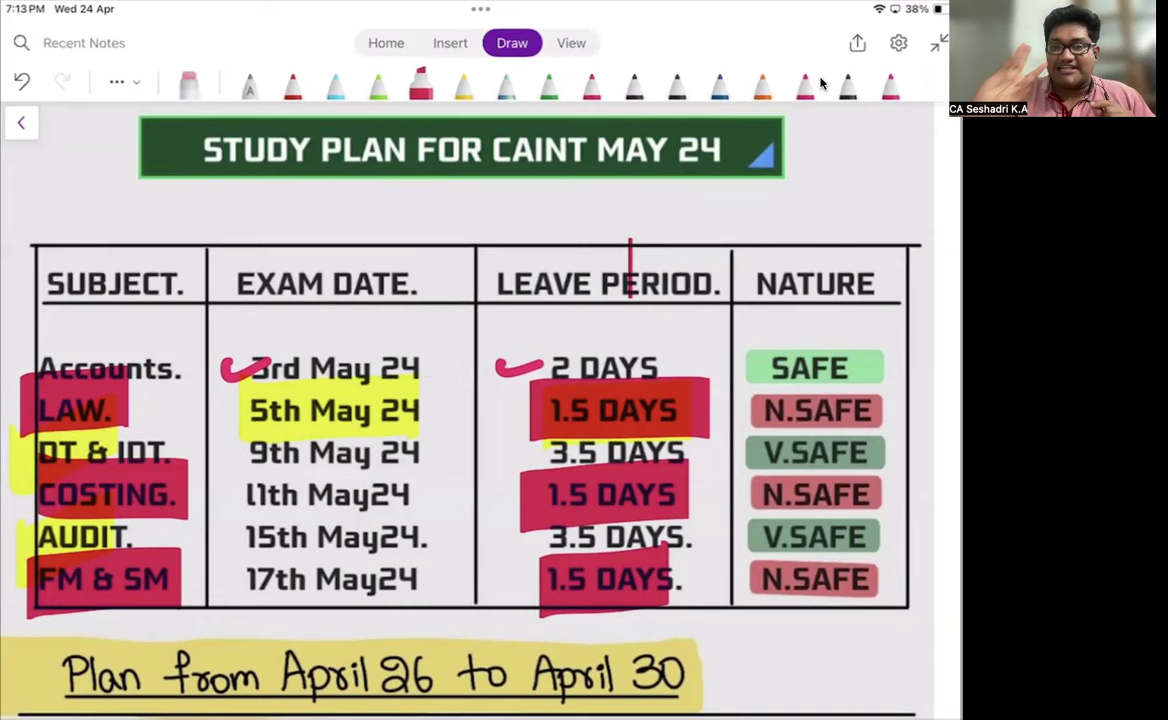 7:13 PM Wed 24 Apr
38%
Recent Notes
Home Insert Draw View
A
CA Seshadri K.A
STUDY PLAN FOR CAINT MAY 24
SUBJECT. EXAM DATE. LEAVE PERIOD. NATURE
Accounts. 3rd May 24 2 DAYS SAFE
LAW. 5th May 24 1.5 DAYS N.SAFE
DT & IDT. 9th May 24 3.5 DAYS V.SAFE
COSTING. 11th May24 1.5 DAYS N.SAFE
AUDIT. 15th May24. 3.5 DAYS. V.SAFE
FM & SM 17th May24 1.5 DAYS. N.SAFE
Plan from April 26 to April 30